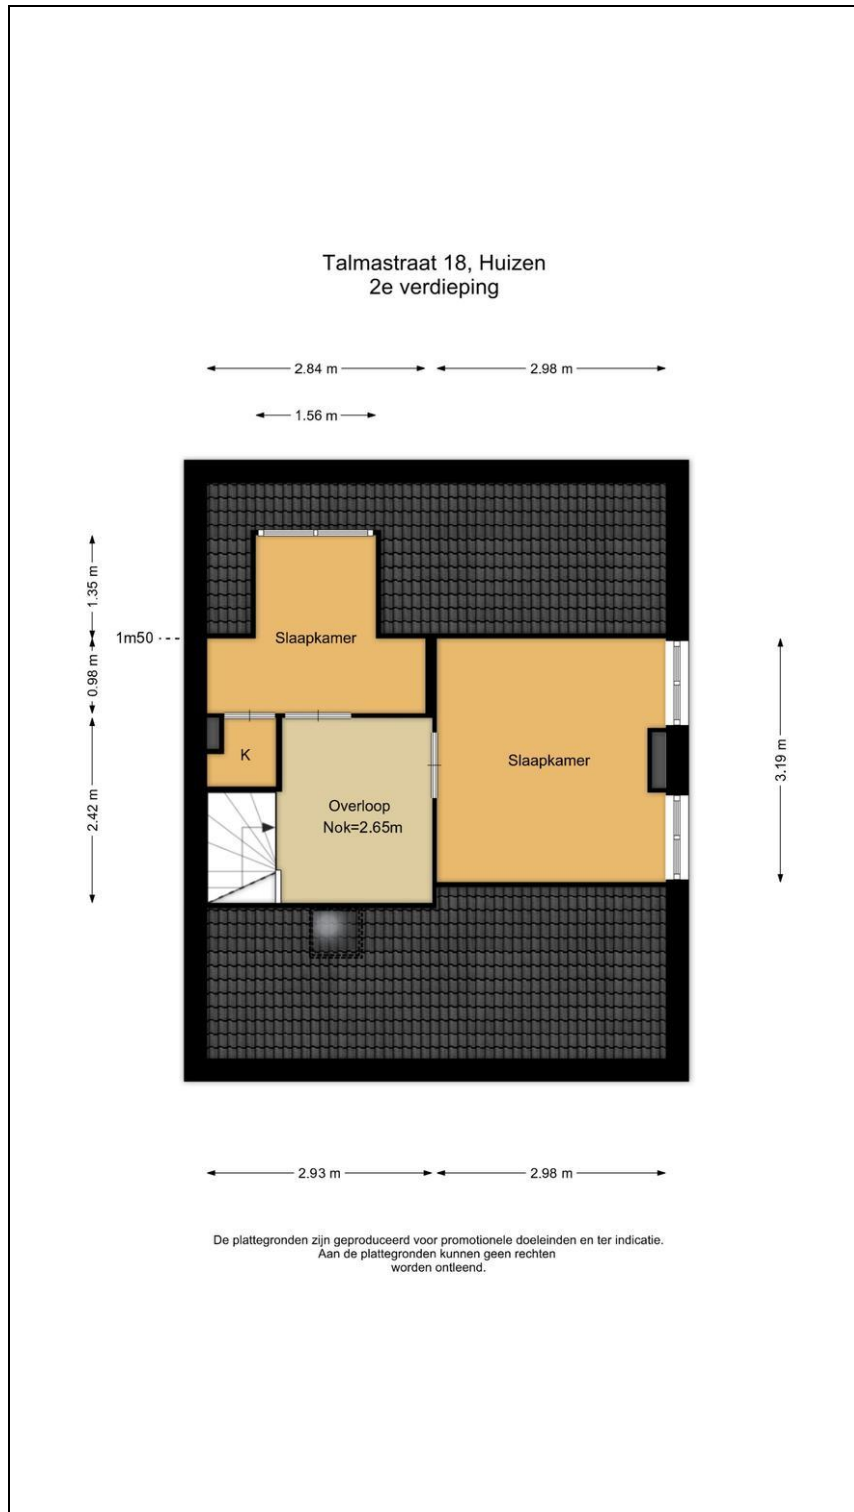 Talmastraat 18, Huizen
2e verdieping
2.84 m
2.98 m
1.56 m
1.35 m
1m50
Slaapkamer
0.98 m
K
Slaapkamer
3.19 m
2.42 m
Overloop
Nok=2.65m
2.93 m
2.98 m
De plattegronden zijn geproduceerd voor promotionele doeleinden en ter indicatie.
Aan de plattegronden kunnen geen rechten
worden ontleend.